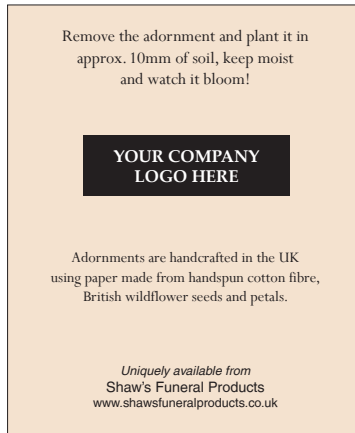 Remove the adornment and plant it in
approx. 10mm of soil, keep moist
and watch it bloom!
YOUR COMPANY
LOGO HERE
Adornments are handcrafted in the UK
using paper made from handspun cotton fibre,
British wildflower seeds and petals.
Uniquely available from
Shaw's Funeral Products
www.shawsfuneralproducts.co.uk